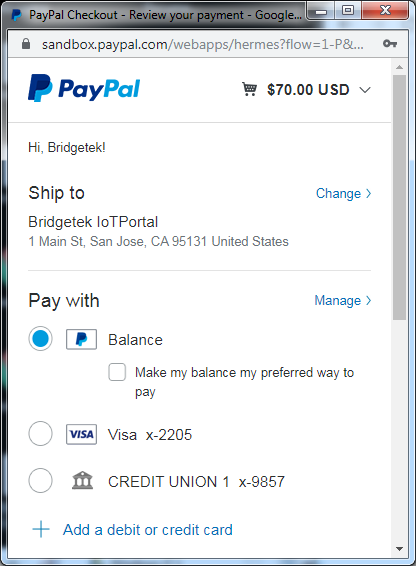 PayPal Checkout - Review your payment - Google...
sandbox.paypal.com/webapps/hermes?flow=1-P&...
PayPal $70.00 USD
Hi, Bridgetek!
Ship to Change
Bridgetek IoTPortal
1 Main St, San Jose, CA 95131 United States
Pay with Manage
P Balance
Make my balance my preferred way to
pay
VISA Visa x-2205
CREDIT UNION 1 x-9857
Add a debit or credit card